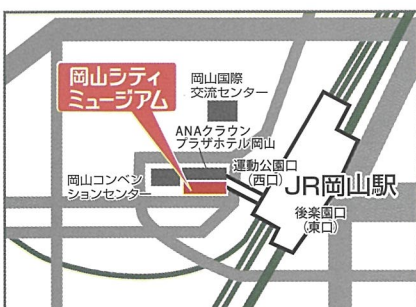 岡山シティ
ミュージアム
岡山国際
交流センター
ANAクラウン
プラザホテル岡山
岡山コンベン
ションセンター
運動公園口
(西口)
JR岡山駅
後楽園口
(東口)